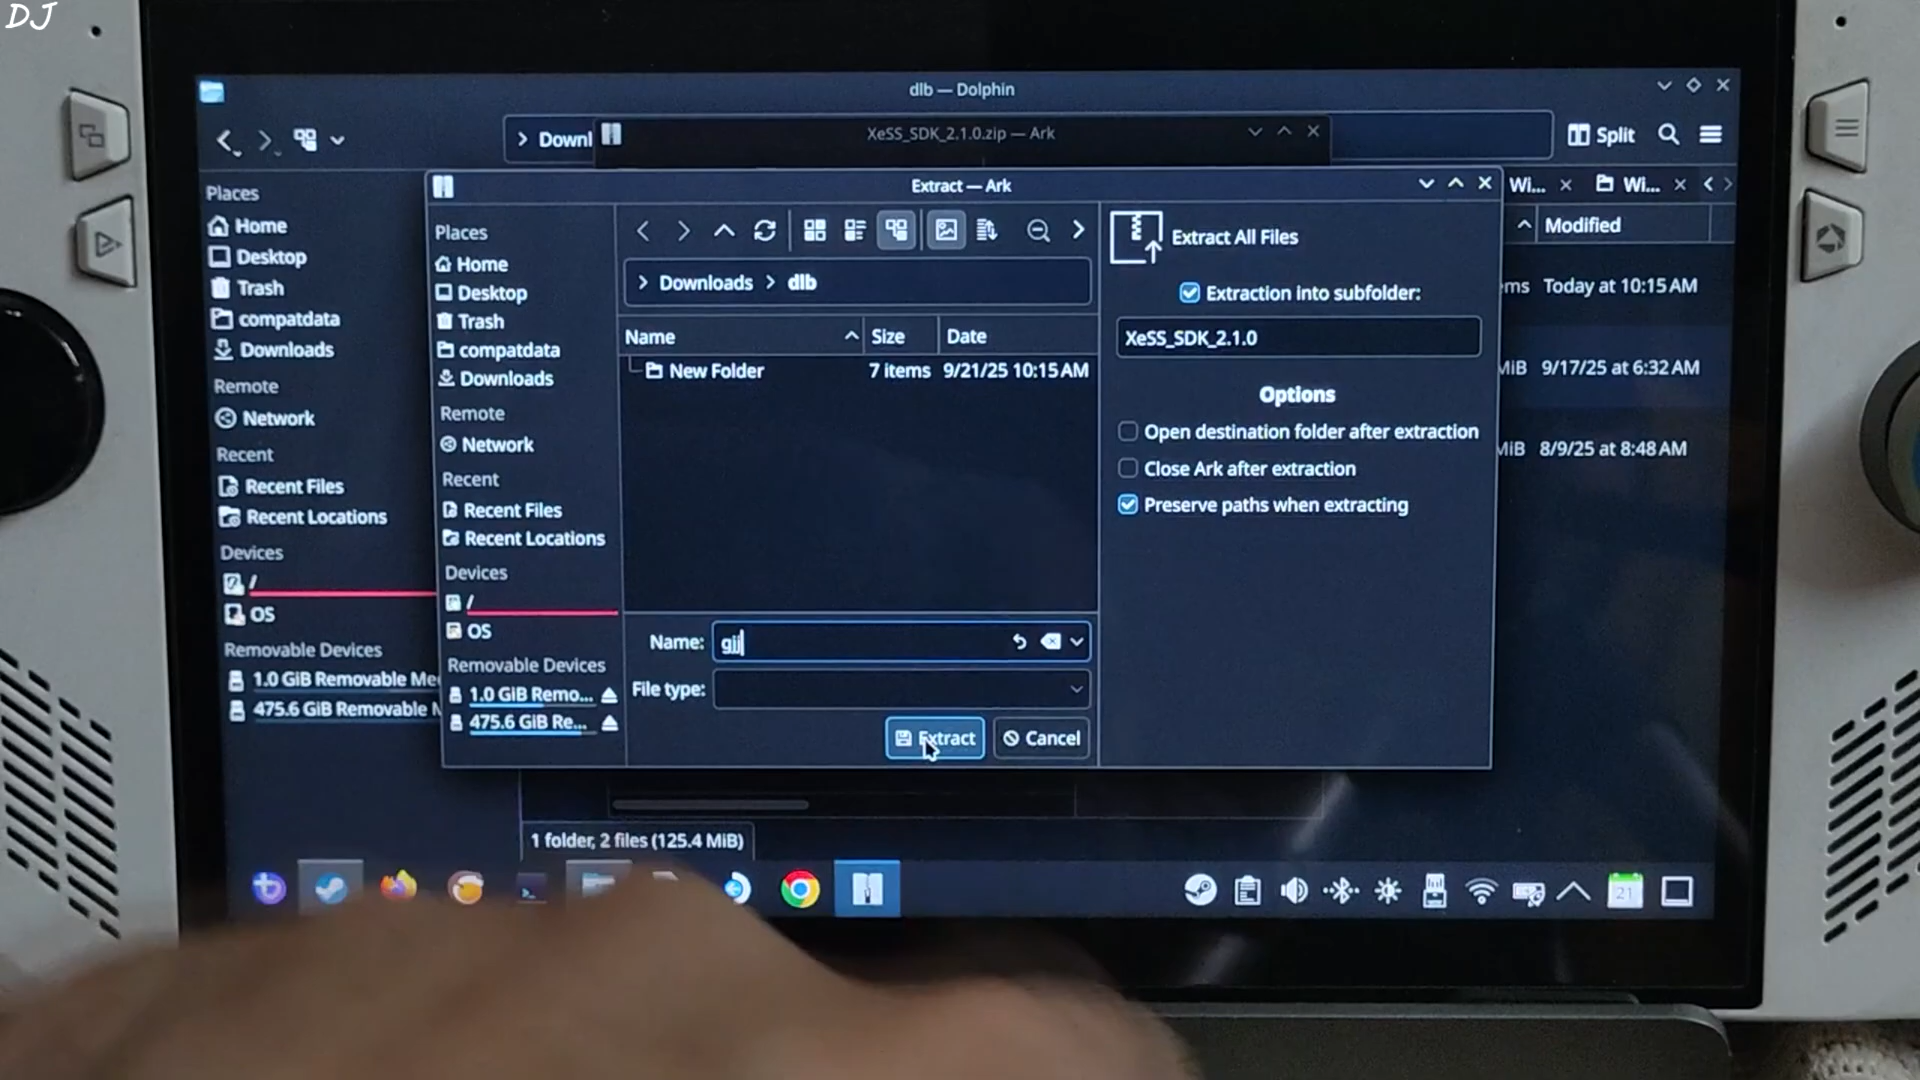 DJ
dlb — Dolphin
Downl
XeSS_SDK_2.1.0.zip — Ark
Split
Extract — Ark
Wi...
Wi...
Places
Home
Desktop
Trash
compatdata
Downloads
Remote
Network
Recent
Recent Files
Recent Locations
Devices
/
OS
Removable Devices
1.0 GiB Removable Me
475.6 GiB Removable
Places
Home
Desktop
Trash
compatdata
Downloads
Remote
Network
Recent
Recent Files
Recent Locations
Devices
/
OS
Removable Devices
1.0 GiB Remo...
475.6 GiB Re...
Downloads > dlb
Name Size Date
New Folder 7 items 9/21/25 10:15 AM
Name: gjj
File type:
Extract Cancel
Extract All Files
Extraction into subfolder:
XeSS_SDK_2.1.0
Options
Open destination folder after extraction
Close Ark after extraction
Preserve paths when extracting
Modified
ms Today at 10:15 AM
MiB 9/17/25 at 6:32 AM
MiB 8/9/25 at 8:48 AM
1 folder, 2 files (125.4 MiB)
21